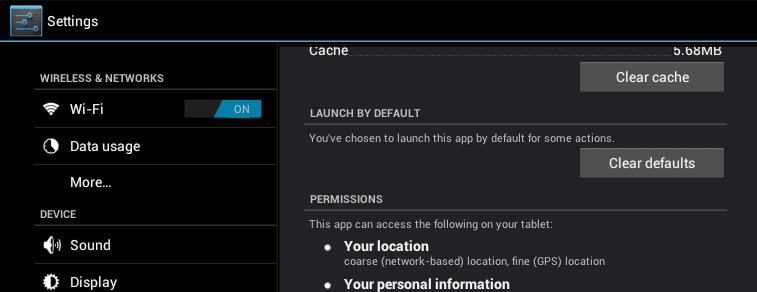 Settings
WIRELESS & NETWORKS
Wi-Fi
ON
Data usage
More...
DEVICE
Sound
Display
Cache 5.68MB
Clear cache
LAUNCH BY DEFAULT
You've chosen to launch this app by default for some actions.
Clear defaults
PERMISSIONS
This app can access the following on your tablet:
Your location
coarse (network-based) location, fine (GPS) location
Your personal information